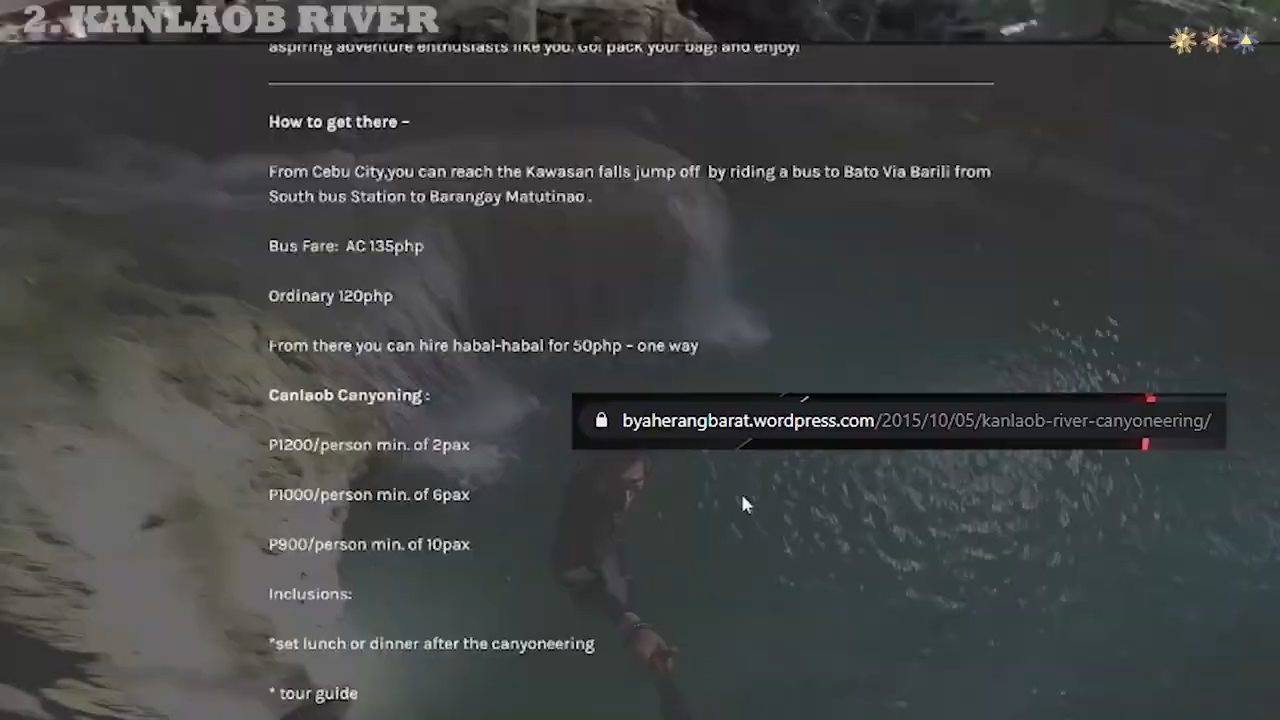 2. KANLAOB RIVER
aspiring adventure enthusiasts like you. Go! pack your bag! and enjoy!
How to get there –
From Cebu City,you can reach the Kawasan falls jump off by riding a bus to Bato Via Barili from
South bus Station to Barangay Matutinao .
Bus Fare: AC 135php
Ordinary 120php
From there you can hire habal-habal for 50php – one way
Canlaob Canyoning :
byaherangbarat.wordpress.com/2015/10/05/kanlaob-river-canyoneering/
P1200/person min. of 2pax
P1000/person min. of 6pax
P900/person min. of 10pax
Inclusions:
*set lunch or dinner after the canyoneering
* tour guide